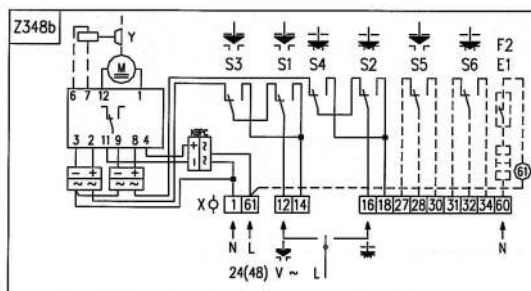 Z348b
Y
M
S3 S1 S4 S2 S5 S6 F2
E1
6 7 12 1
3 2 11 9 8 4
KBPC
+ ~
- ~
- +
~
- +
~
61
X 1 61 12 14 16 18 27 28 30 31 32 34 60
N L N
24(48) V ~ L